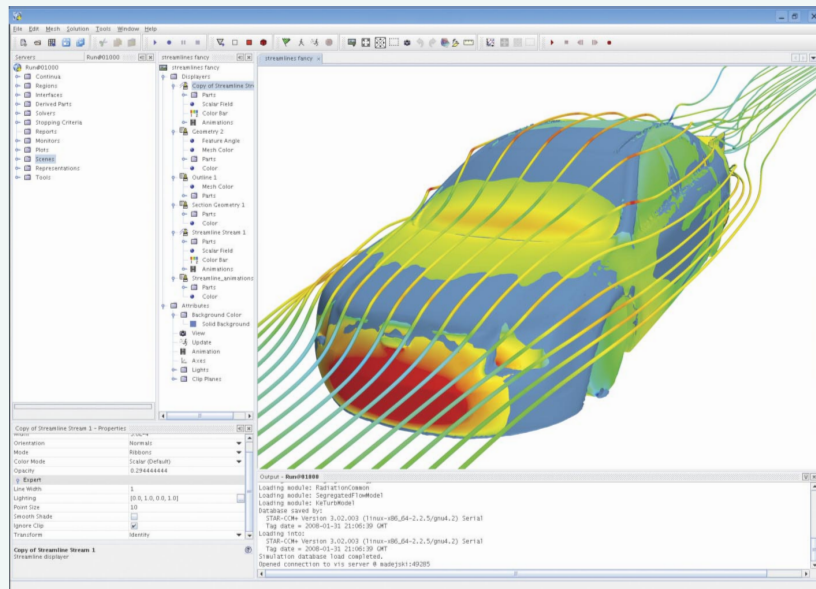 File Edit Mesh Solution Tools Window Help
Servers Run@01000
Run@01000
Continua
Regions
Interfaces
Derived Parts
Solvers
Stopping Criteria
Reports
Monitors
Plots
Scenes
Representations
Tools
streamlines fancy
streamlines fancy
Displayers
Copy of Streamline Str
Parts
Scalar Field
Color Bar
Animations
Geometry 2
Feature Angle
Mesh Color
Parts
Color
Outline 1
Mesh Color
Parts
Section Geometry 1
Parts
Color
Streamline Stream 1
Parts
Scalar Field
Color Bar
Animations
Streamline_animations
Parts
Color
Attributes
Background Color
Solid Background
View
Update
Animation
Axes
Lights
Clip Planes
streamlines fancy
Copy of Streamline Stream 1 - Properties
Orientation Normals
Mode Ribbons
Color Mode Scalar (Default)
Opacity 0.294444444
Expert
Line Width 1
Lighting [0.0, 1.0, 0.0, 1.0]
Point Size 10
Smooth Shade
Ignore Clip
Transform Identity
Copy of Streamline Stream 1
Streamline displayer
Output - Run@01000
Loading module: RadiationCommon
Loading module: SegregatedFlowModel
Loading module: KeTurbModel
Database saved by:
STAR-CCM+ Version 3.02.003 (linux-x86_64-2.2.5/gnu4.2) Serial
Tag date = 2008-01-31 21:06:39 GMT
Loading into:
STAR-CCM+ Version 3.02.003 (linux-x86_64-2.2.5/gnu4.2) Serial
Tag date = 2008-01-31 21:06:39 GMT
Simulation database load completed.
Opened connection to vis server @ madejski:49285